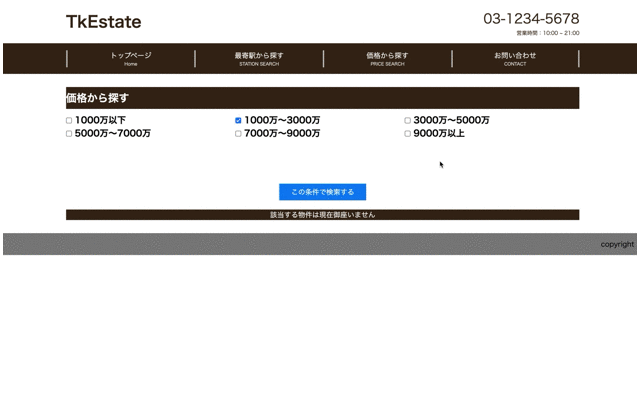 TkEstate
03-1234-5678
営業時間：10:00 ~ 21:00
トップページ
Home
最寄駅から探す
STATION SEARCH
価格から探す
PRICE SEARCH
お問い合わせ
CONTACT
価格から探す
1000万以下
1000万〜3000万
3000万〜5000万
5000万〜7000万
7000万〜9000万
9000万以上
この条件で検索する
該当する物件は現在御座いません
copyright